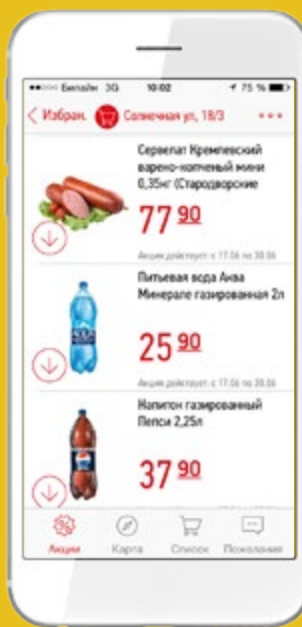 Билайн 3G 10:02 75 %
Избран. Солнечная ул, 18/3
Сервелат Кремлевский
варено-копченый мини
0,35кг (Стародворские
77 90
Акция действует: с 17.06 по 30.06
Питьевая вода Аква
Минерале газированная 2л
25 90
Акция действует: с 17.06 по 30.06
Напиток газированный
Пепси 2,25л
37 90
Акции Карта Список Пожелания